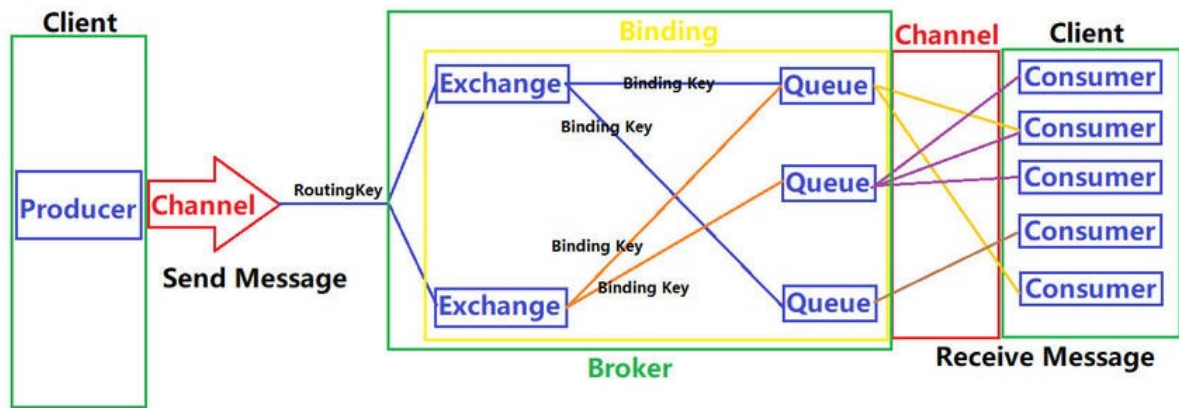 Client
Producer
Channel
Send Message
RoutingKey
Binding
Exchange
Exchange
Binding Key
Binding Key
Binding Key
Binding Key
Queue
Queue
Queue
Broker
Channel
Client
Consumer
Consumer
Consumer
Consumer
Consumer
Receive Message